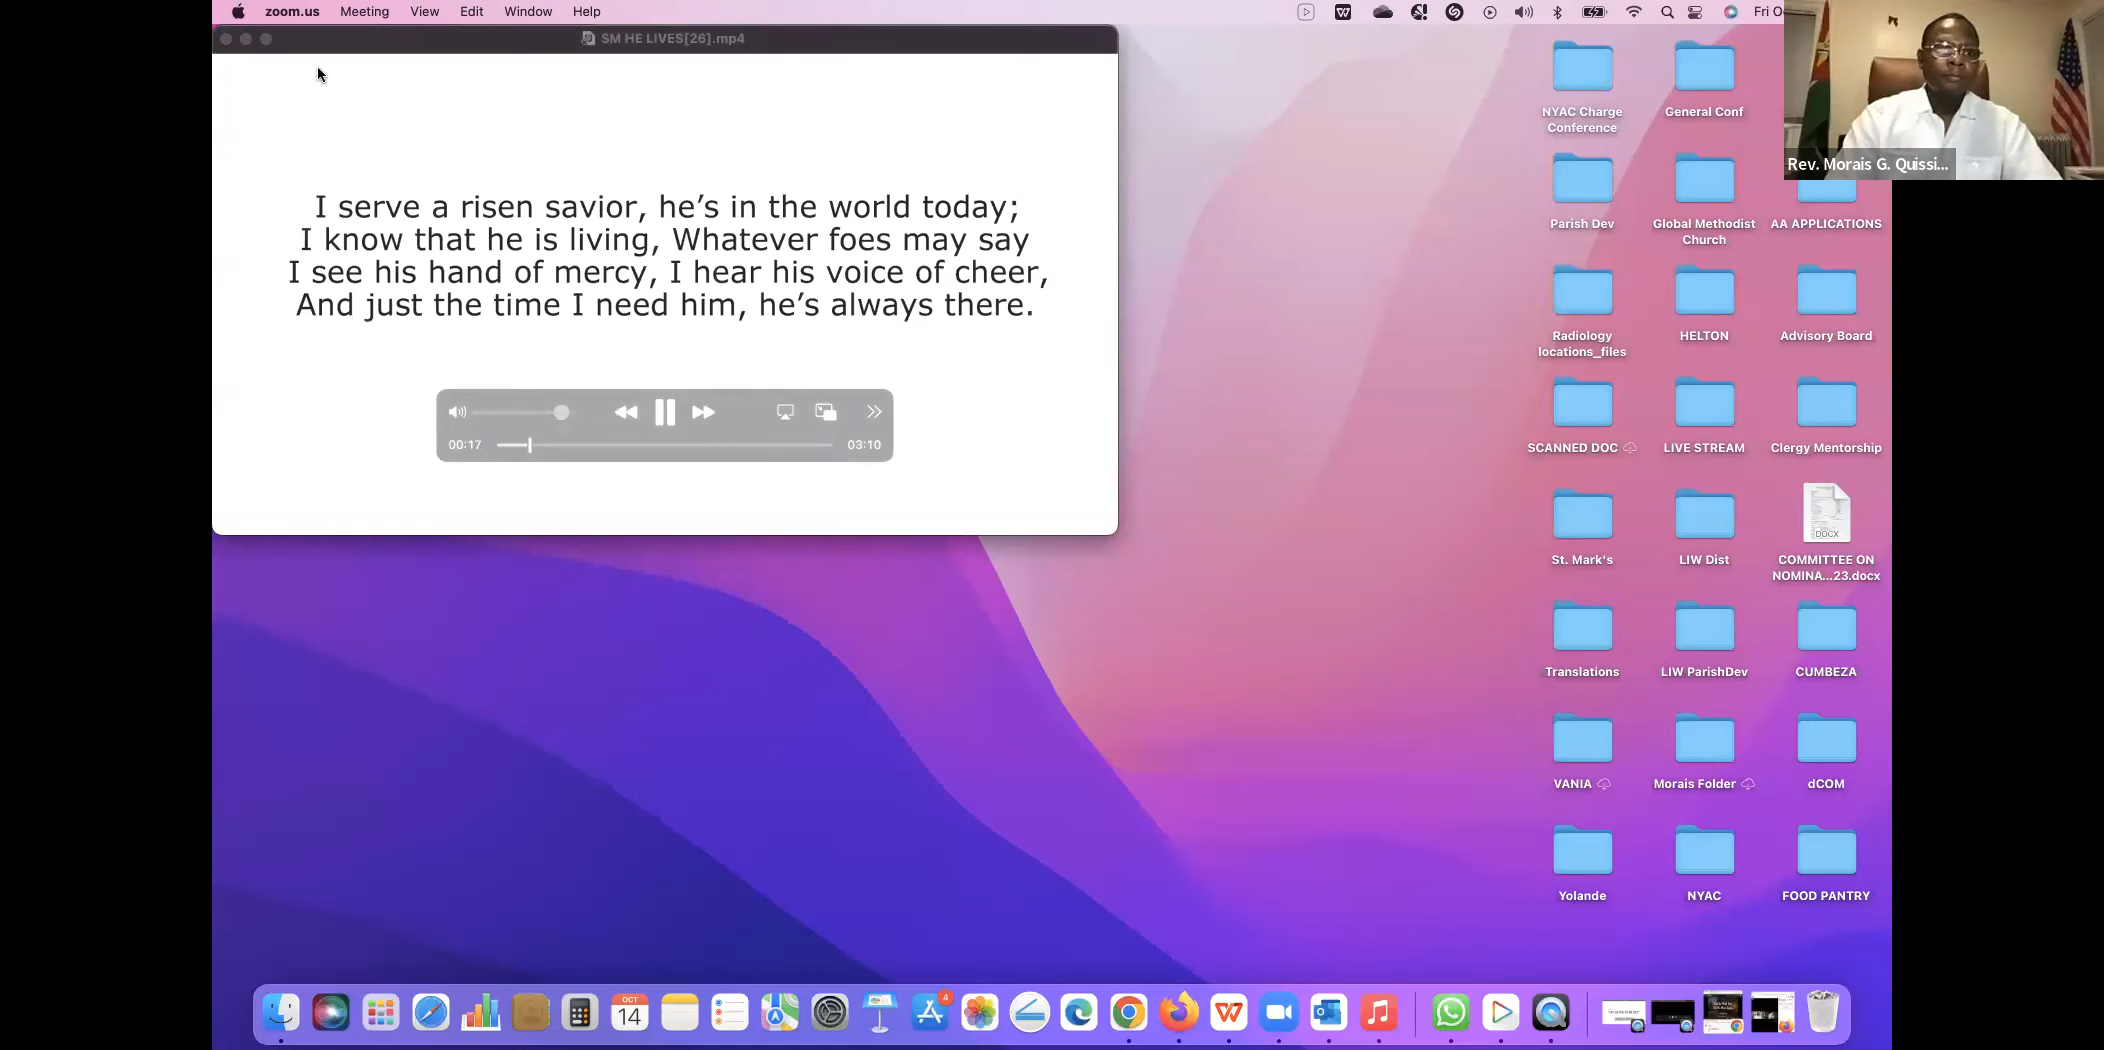 zoom.us Meeting View Edit Window Help
Fri O
SM HE LIVES[26].mp4
I serve a risen savior, he’s in the world today;
I know that he is living, Whatever foes may say
I see his hand of mercy, I hear his voice of cheer,
And just the time I need him, he’s always there.
00:17
03:10
Rev. Morais G. Quissi...
NYAC Charge
Conference
General Conf
Parish Dev
Global Methodist
Church
AA APPLICATIONS
Radiology
locations_files
HELTON
Advisory Board
SCANNED DOC
LIVE STREAM
Clergy Mentorship
St. Mark's
LIW Dist
DOCX
COMMITTEE ON
NOMINA...23.docx
Translations
LIW ParishDev
CUMBEZA
VANIA
Morais Folder
dCOM
Yolande
NYAC
FOOD PANTRY
OCT
14
4